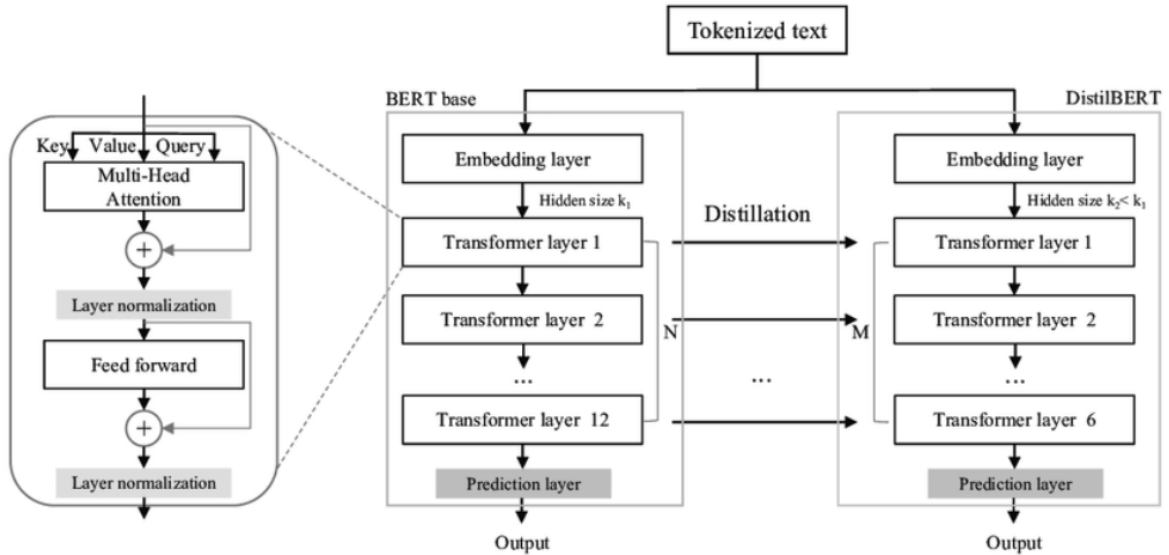 Tokenized text
BERT base
DistilBERT
Key Value Query
Multi-Head
Attention
+
Layer normalization
Feed forward
+
Layer normalization
Embedding layer
Hidden size k₁
Transformer layer 1
Transformer layer 2
...
Transformer layer 12
Prediction layer
Output
N
Distillation
...
M
Embedding layer
Hidden size k₂< k₁
Transformer layer 1
Transformer layer 2
...
Transformer layer 6
Prediction layer
Output